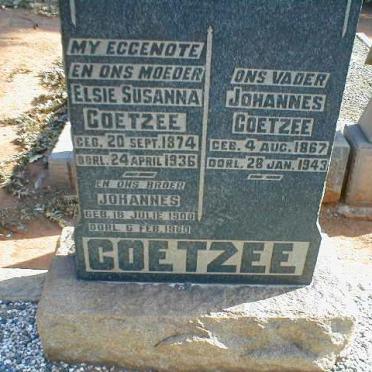 MY EGGENOTE
EN ONS MOEDER
ELSIE SUSANNA
COETZEE
GEB. 20 SEPT. 1874
OORL. 24 APRIL 1936
EN ONS BROER
JOHANNES
GEB. 16 JULIE 1900
OORL. 6 FEB. 1960
ONS VADER
JOHANNES
COETZEE
GEB. 4 AUG. 1867
OORL. 28 JAN. 1943
COETZEE